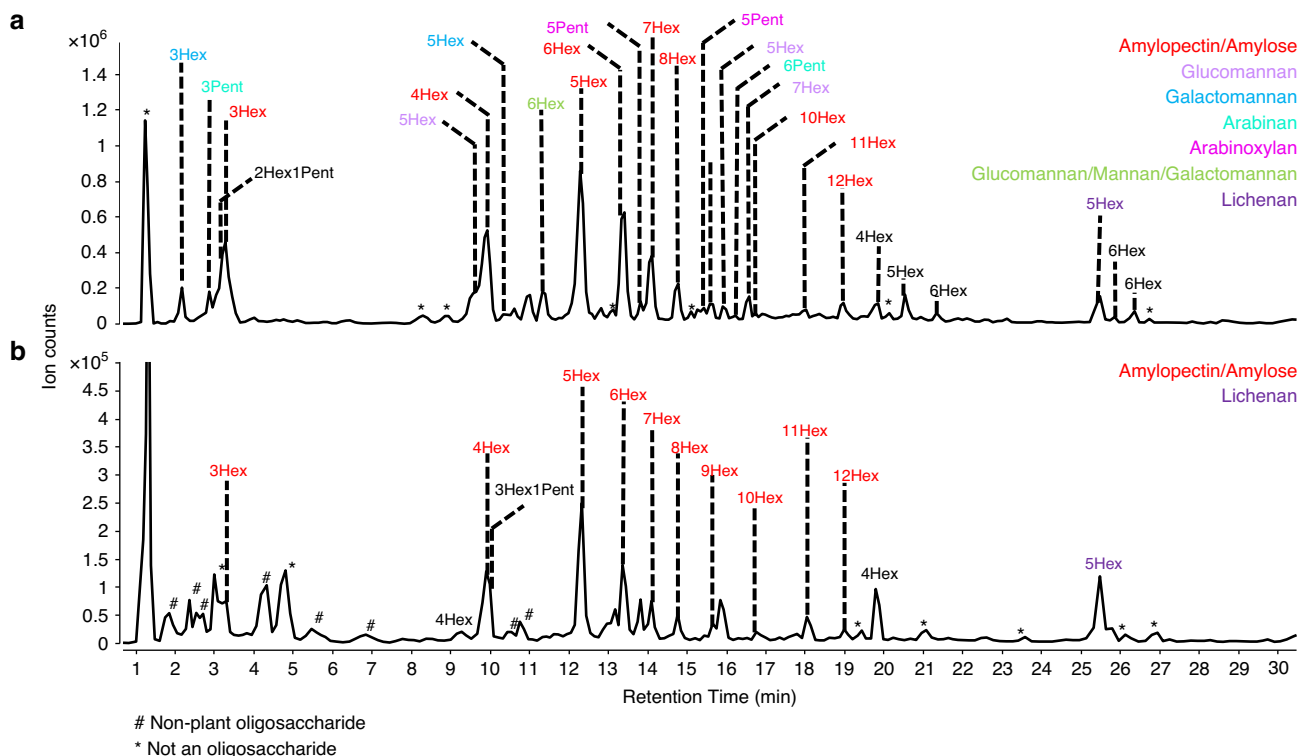 a
×10⁶
1.4
1.2
1
0.8
0.6
0.4
0.2
0
*
3Hex
3Pent
3Hex
2Hex1Pent
*
*
4Hex
5Hex
5Hex
6Hex
5Hex
*
6Hex
5Pent
7Hex
8Hex
*
5Pent
5Hex
6Pent
7Hex
10Hex
11Hex
12Hex
4Hex
*
5Hex
6Hex
5Hex
6Hex
6Hex
*
Amylopectin/Amylose
Glucomannan
Galactomannan
Arabinan
Arabinoxylan
Glucomannan/Mannan/Galactomannan
Lichenan
Ion counts
b
×10⁵
4.5
4
3.5
3
2.5
2
1.5
1
0.5
0
#
#
#
*
3Hex
#
*
#
#
4Hex
4Hex
3Hex1Pent
#
#
5Hex
6Hex
7Hex
8Hex
9Hex
10Hex
11Hex
12Hex
*
4Hex
*
*
5Hex
*
*
Amylopectin/Amylose
Lichenan
1 2 3 4 5 6 7 8 9 10 11 12 13 14 15 16 17 18 19 20 21 22 23 24 25 26 27 28 29 30
Retention Time (min)
# Non-plant oligosaccharide
* Not an oligosaccharide